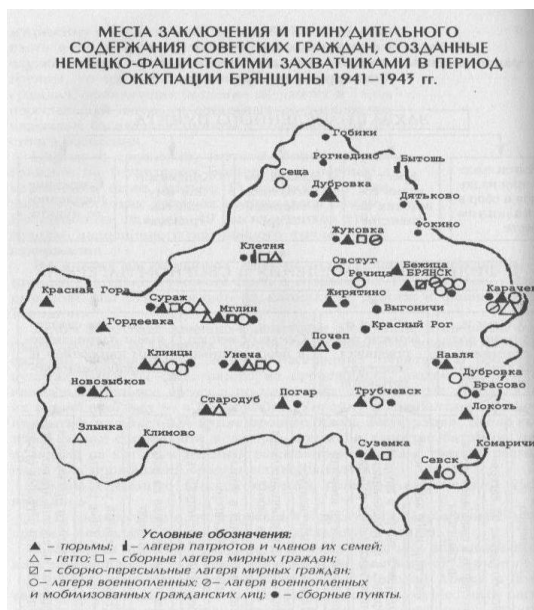 МЕСТА ЗАКЛЮЧЕНИЯ И ПРИНУДИТЕЛЬНОГО
СОДЕРЖАНИЯ СОВЕТСКИХ ГРАЖДАН, СОЗДАННЫЕ
НЕМЕЦКО-ФАШИСТСКИМИ ЗАХВАТЧИКАМИ В ПЕРИОД
ОККУПАЦИИ БРЯНЩИНЫ 1941–1943 гг.
Гобики
Рогнедино
Бытошь
Сеща
Дубровка
Дятьково
Жуковка
Фокино
Клетня
Овстуг
Бежица
Речица
БРЯНСК
Карачев
Красная Гора
Сураж
Мглин
Жирятино
Выгоничи
Гордеевка
Красный Рог
Почеп
Клинцы
Унеча
Навля
Дубровка
Новозыбков
Брасово
Стародуб
Погар
Трубчевск
Локоть
Злынка
Климово
Суземка
Комаричи
Севск
Условные обозначения:
▲ – тюрьмы; – лагеря патриотов и членов их семей;
△ – гетто; □ – сборные лагеря мирных граждан;
⍁ – сборно-пересыльные лагеря мирных граждан;
○ – лагеря военнопленных; ⊘ – лагеря военнопленных
и мобилизованных гражданских лиц; ● – сборные пункты.